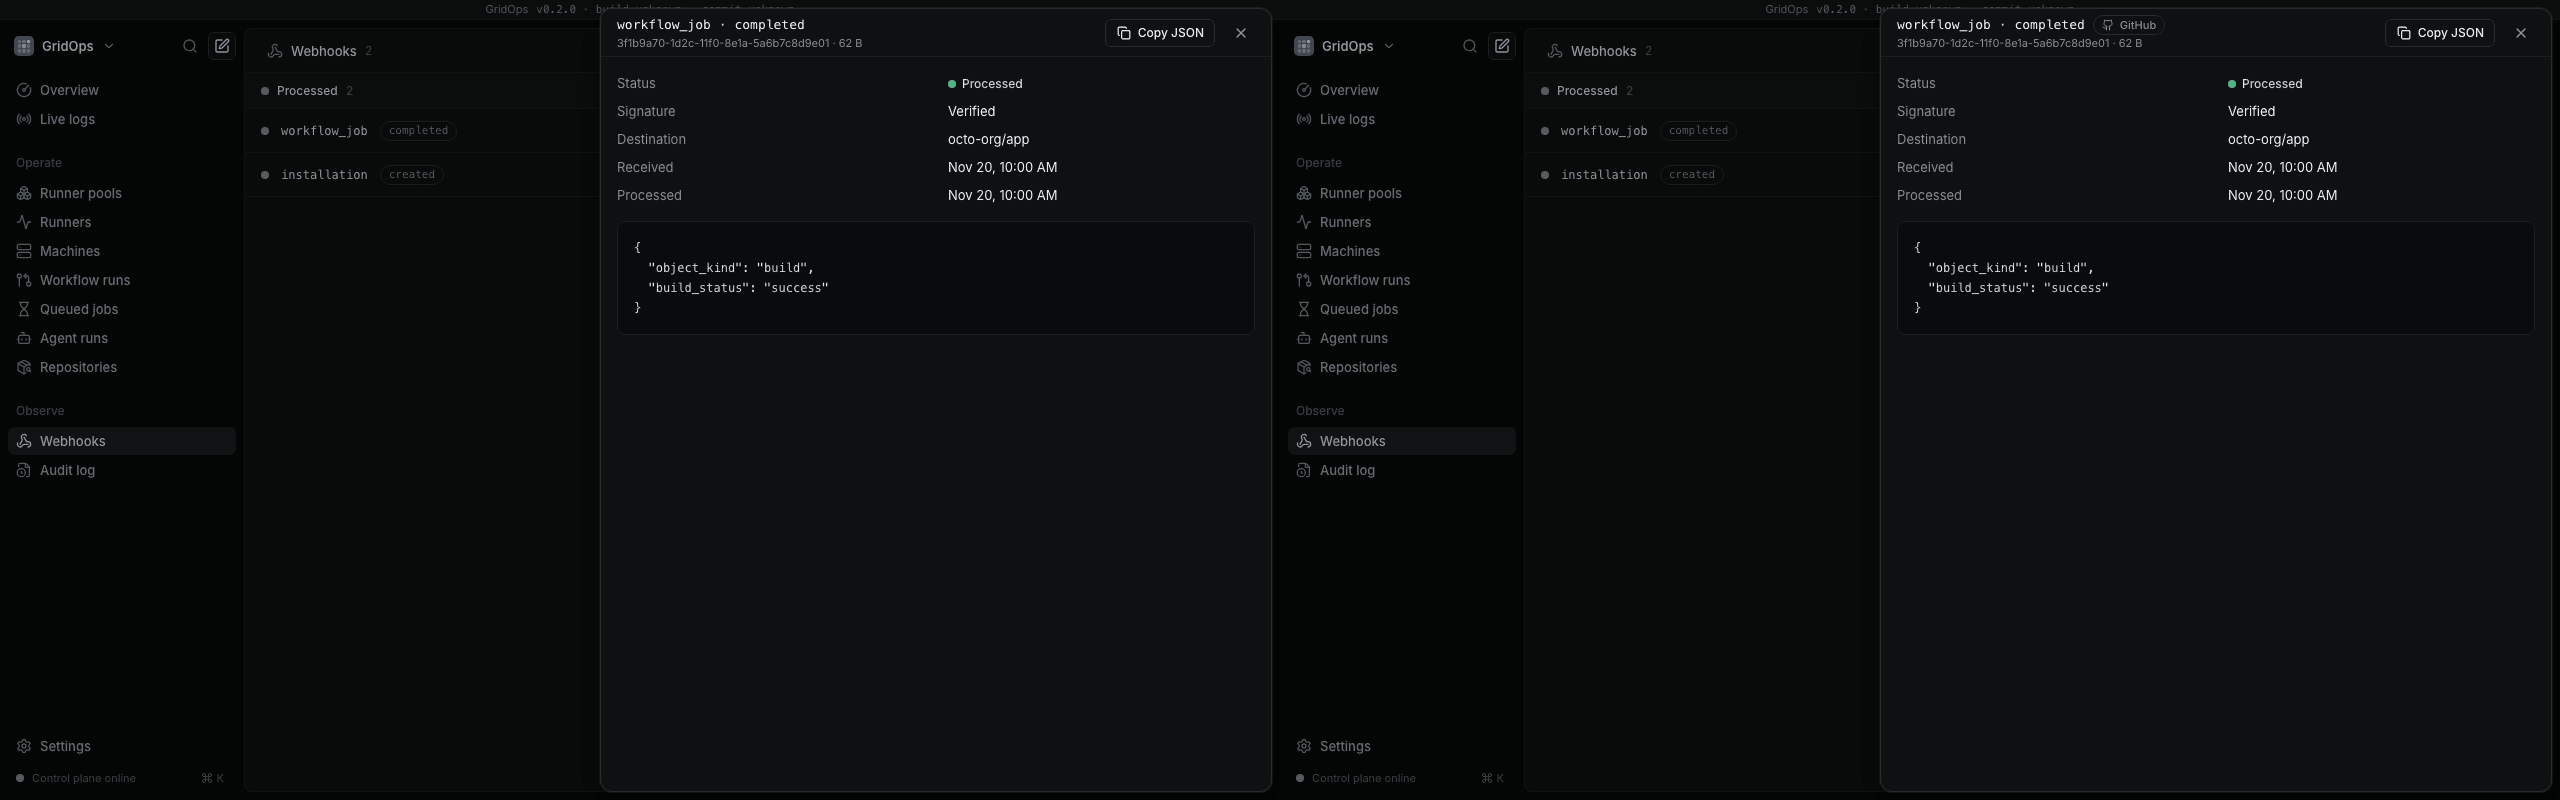 GridOps v0.2.0 ·
GridOps
Overview
Live logs
Operate
Runner pools
Runners
Machines
Workflow runs
Queued jobs
Agent runs
Repositories
Observe
Webhooks
Audit log
Settings
Control plane online ⌘ K
Webhooks 2
Processed 2
workflow_job completed
installation created
workflow_job · completed
3f1b9a70-1d2c-11f0-8e1a-5a6b7c8d9e01 · 62 B
Copy JSON
Status Processed
Signature Verified
Destination octo-org/app
Received Nov 20, 10:00 AM
Processed Nov 20, 10:00 AM
{
"object_kind": "build",
"build_status": "success"
}
GridOps v0.2.0 ·
GridOps
Overview
Live logs
Operate
Runner pools
Runners
Machines
Workflow runs
Queued jobs
Agent runs
Repositories
Observe
Webhooks
Audit log
Settings
Control plane online ⌘ K
Webhooks 2
Processed 2
workflow_job completed
installation created
workflow_job · completed GitHub
3f1b9a70-1d2c-11f0-8e1a-5a6b7c8d9e01 · 62 B
Copy JSON
Status Processed
Signature Verified
Destination octo-org/app
Received Nov 20, 10:00 AM
Processed Nov 20, 10:00 AM
{
"object_kind": "build",
"build_status": "success"
}